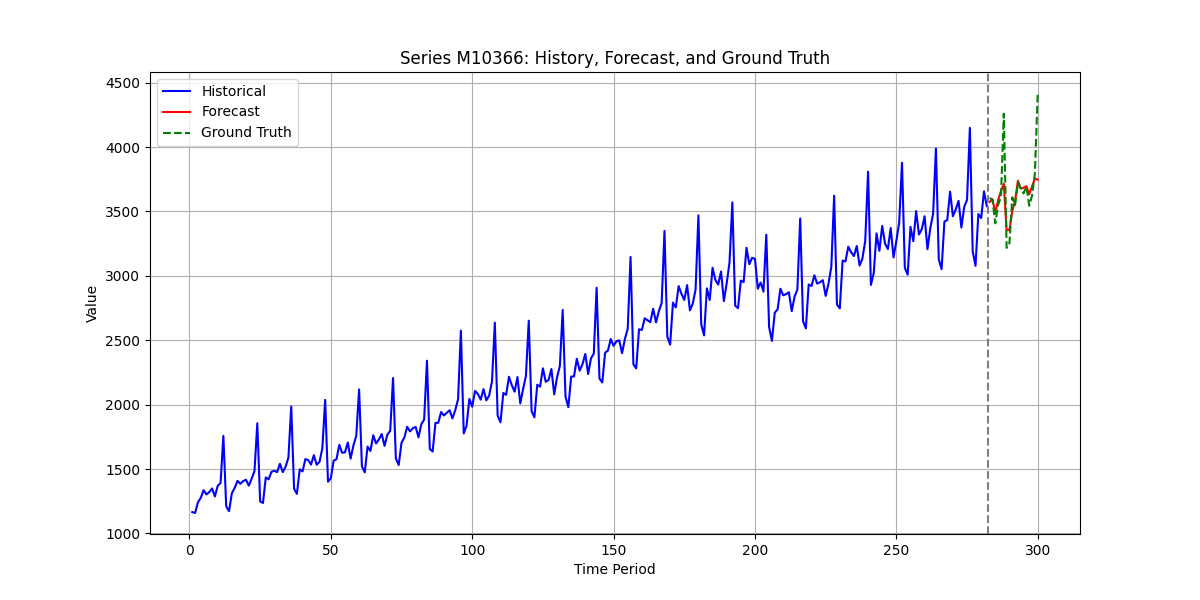 Series M10366: History, Forecast, and Ground Truth
Historical
Forecast
Ground Truth
Value
4500
4000
3500
3000
2500
2000
1500
1000
0 50 100 150 200 250 300
Time Period